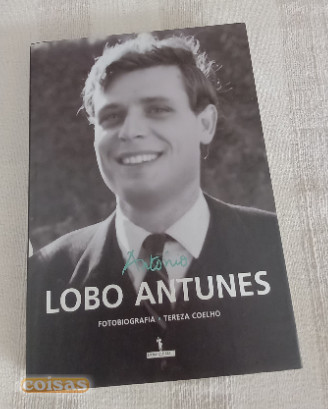 António
LOBO ANTUNES
FOTOBIOGRAFIA • TEREZA COELHO
coisas